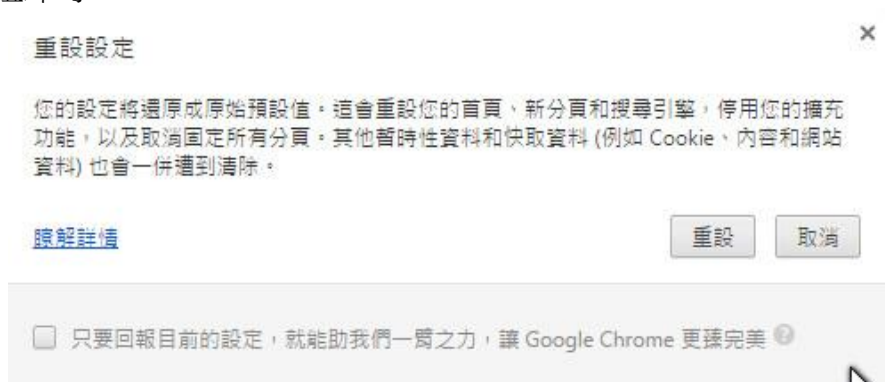 重設設定
您的設定將還原成原始預設值。這會重設您的首頁、新分頁和搜尋引擎，停用您的擴充
功能，以及取消固定所有分頁。其他暫時性資料和快取資料 (例如 Cookie、內容和網站
資料) 也會一併遭到清除。
瞭解詳情
重設 取消
只要回報目前的設定，就能助我們一臂之力，讓 Google Chrome 更臻完美